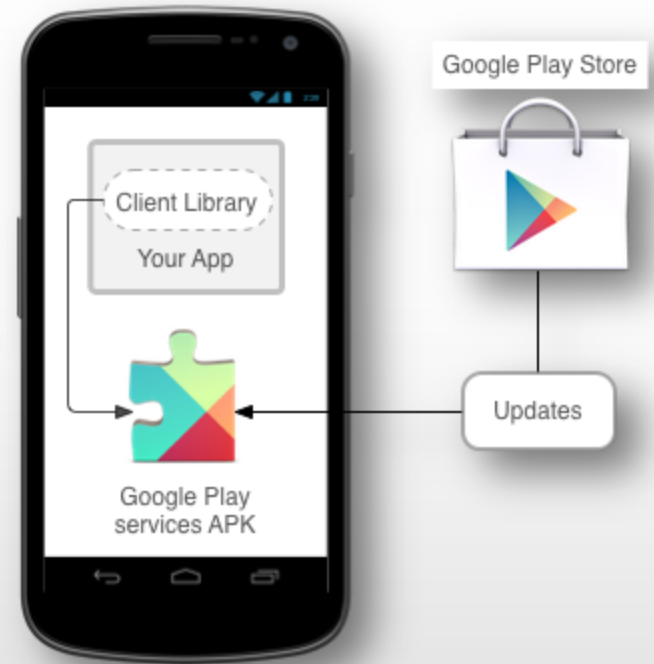 Google Play Store
Client Library
Your App
Updates
Google Play
services APK